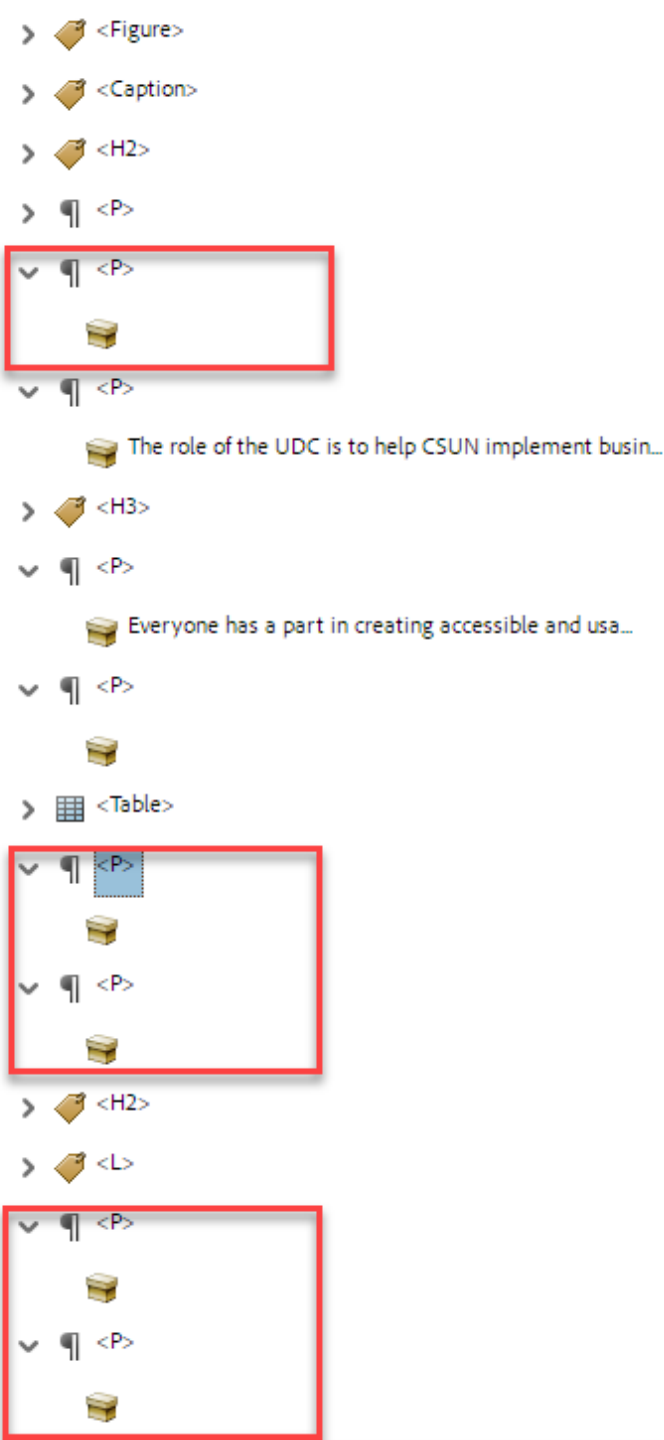 <Figure>
<Caption>
<H2>
<P>
<P>
<P>
The role of the UDC is to help CSUN implement busin...
<H3>
<P>
Everyone has a part in creating accessible and usa...
<P>
<Table>
<P>
<P>
<H2>
<L>
<P>
<P>